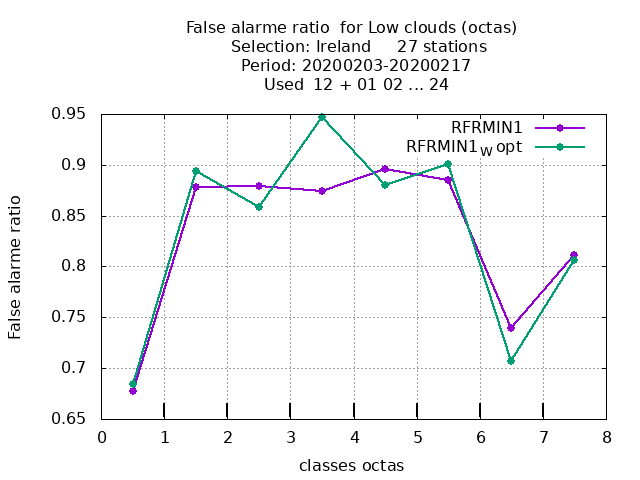 False alarme ratio  for Low clouds (octas)
Selection: Ireland     27 stations
Period: 20200203-20200217
Used  12 + 01 02 ... 24
RFRMIN1
RFRMIN1W opt
0.95
0.9
0.85
0.8
0.75
0.7
0.65
False alarme ratio
0 1 2 3 4 5 6 7 8
classes octas